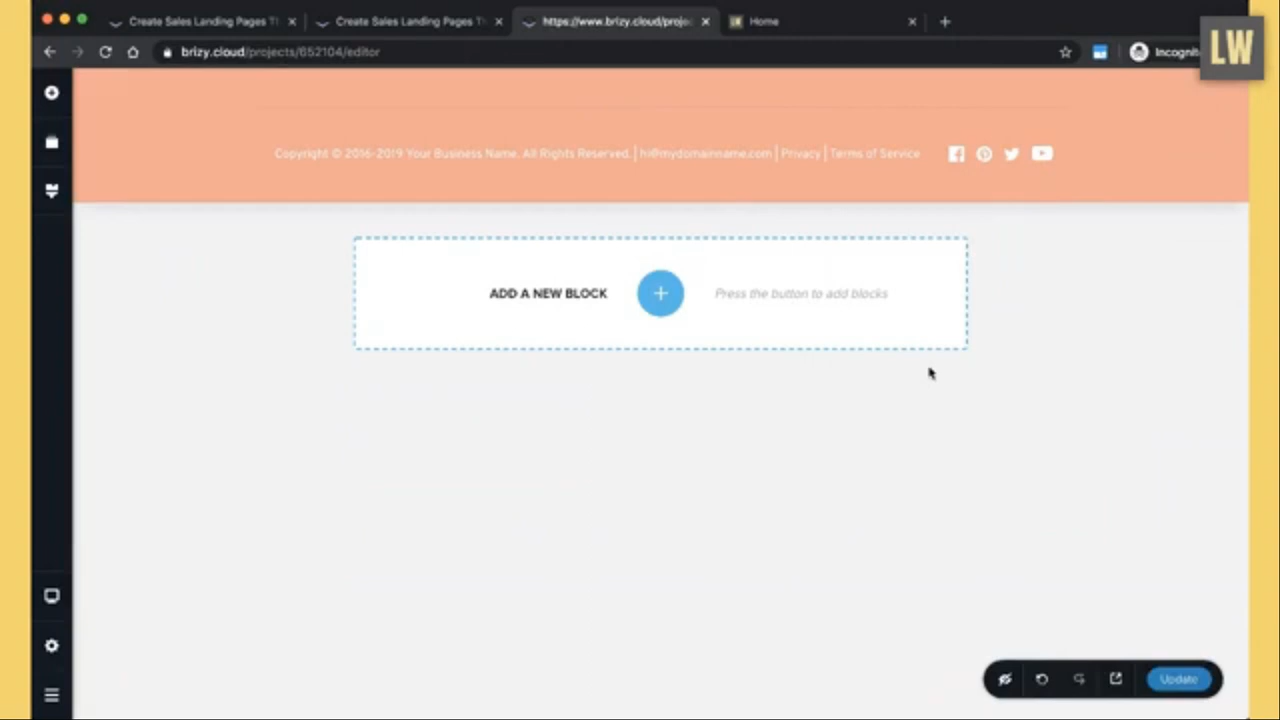 Create Sales Landing Pages T
Create Sales Landing Pages T
https://www.brizy.cloud/proje
Home
brizy.cloud/projects/652104/editor
Incognit
LW
Copyright © 2016-2019 Your Business Name. All Rights Reserved. | hi@mydomainname.com | Privacy | Terms of Service
ADD A NEW BLOCK
Press the button to add blocks
Update